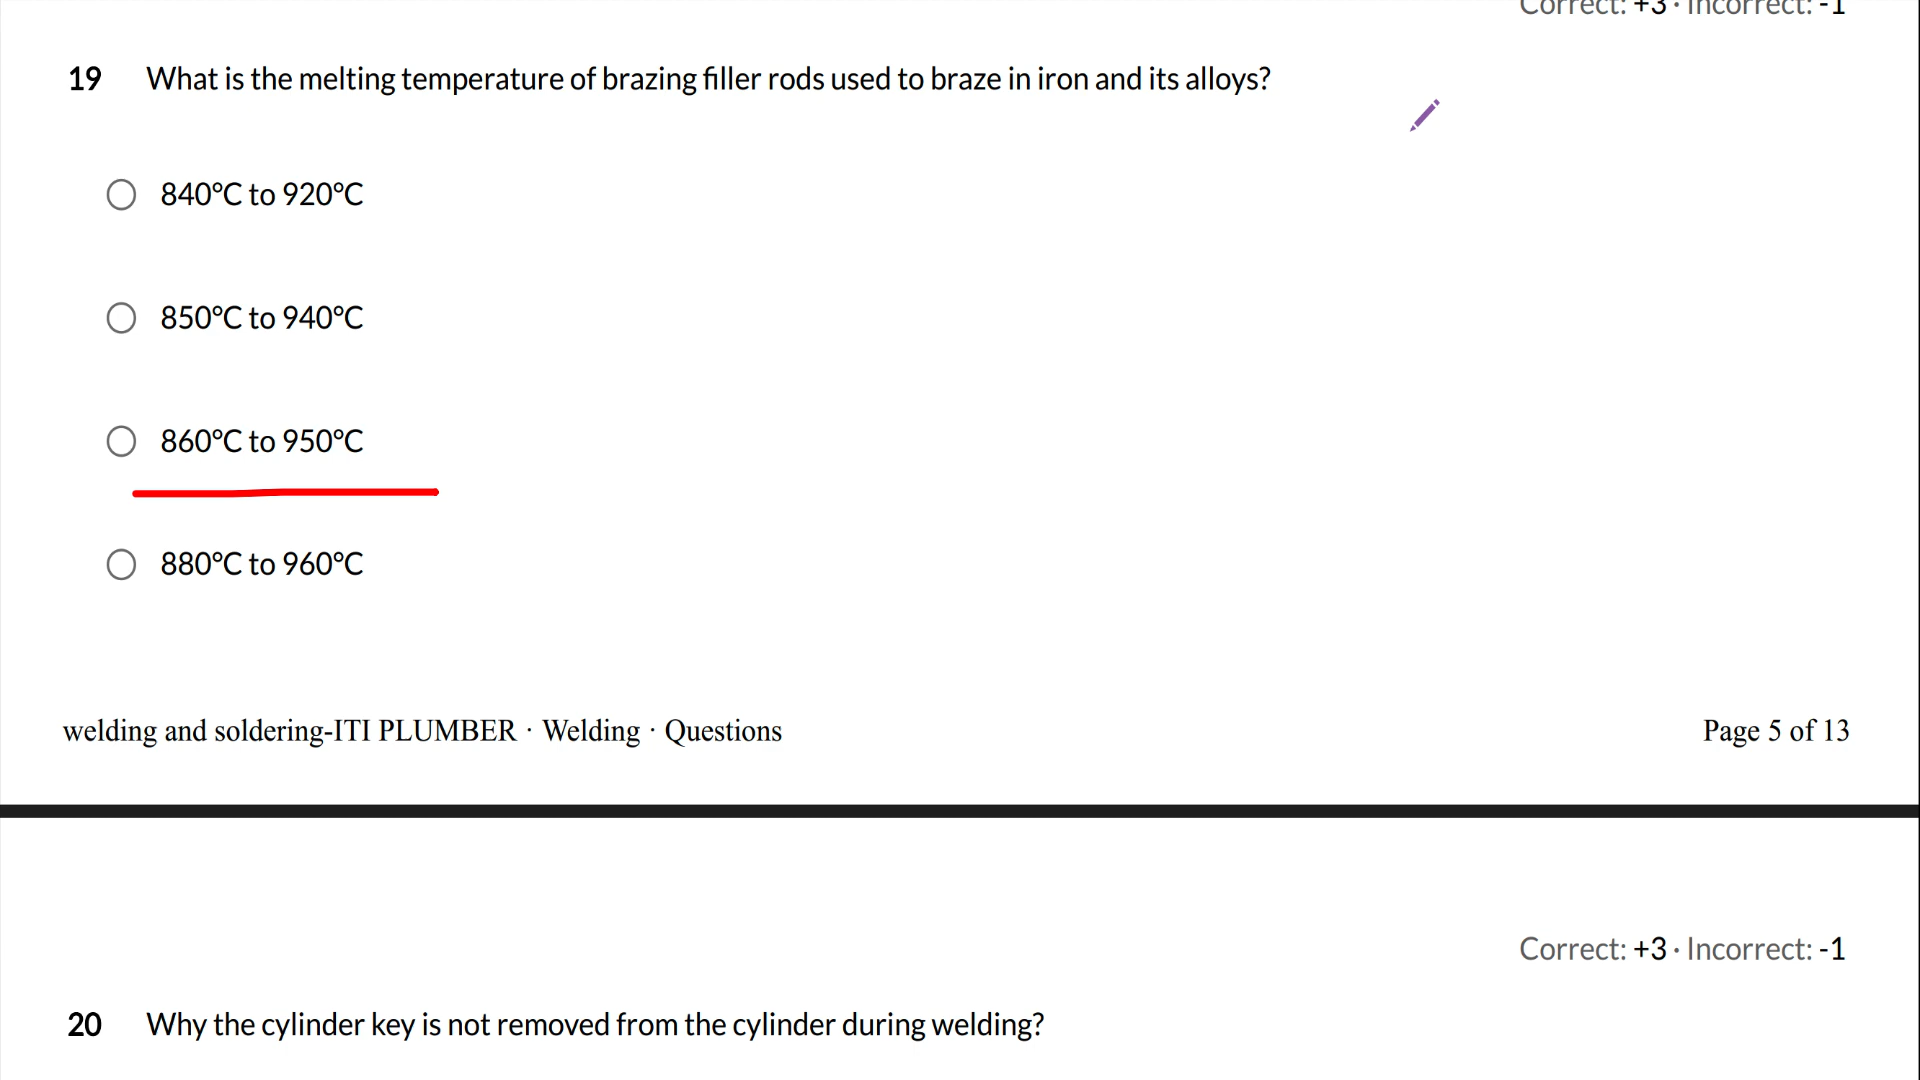 Correct: +3 · Incorrect: -1
19 What is the melting temperature of brazing filler rods used to braze in iron and its alloys?
840°C to 920°C
850°C to 940°C
860°C to 950°C
880°C to 960°C
welding and soldering-ITI PLUMBER · Welding · Questions Page 5 of 13
Correct: +3 · Incorrect: -1
20 Why the cylinder key is not removed from the cylinder during welding?